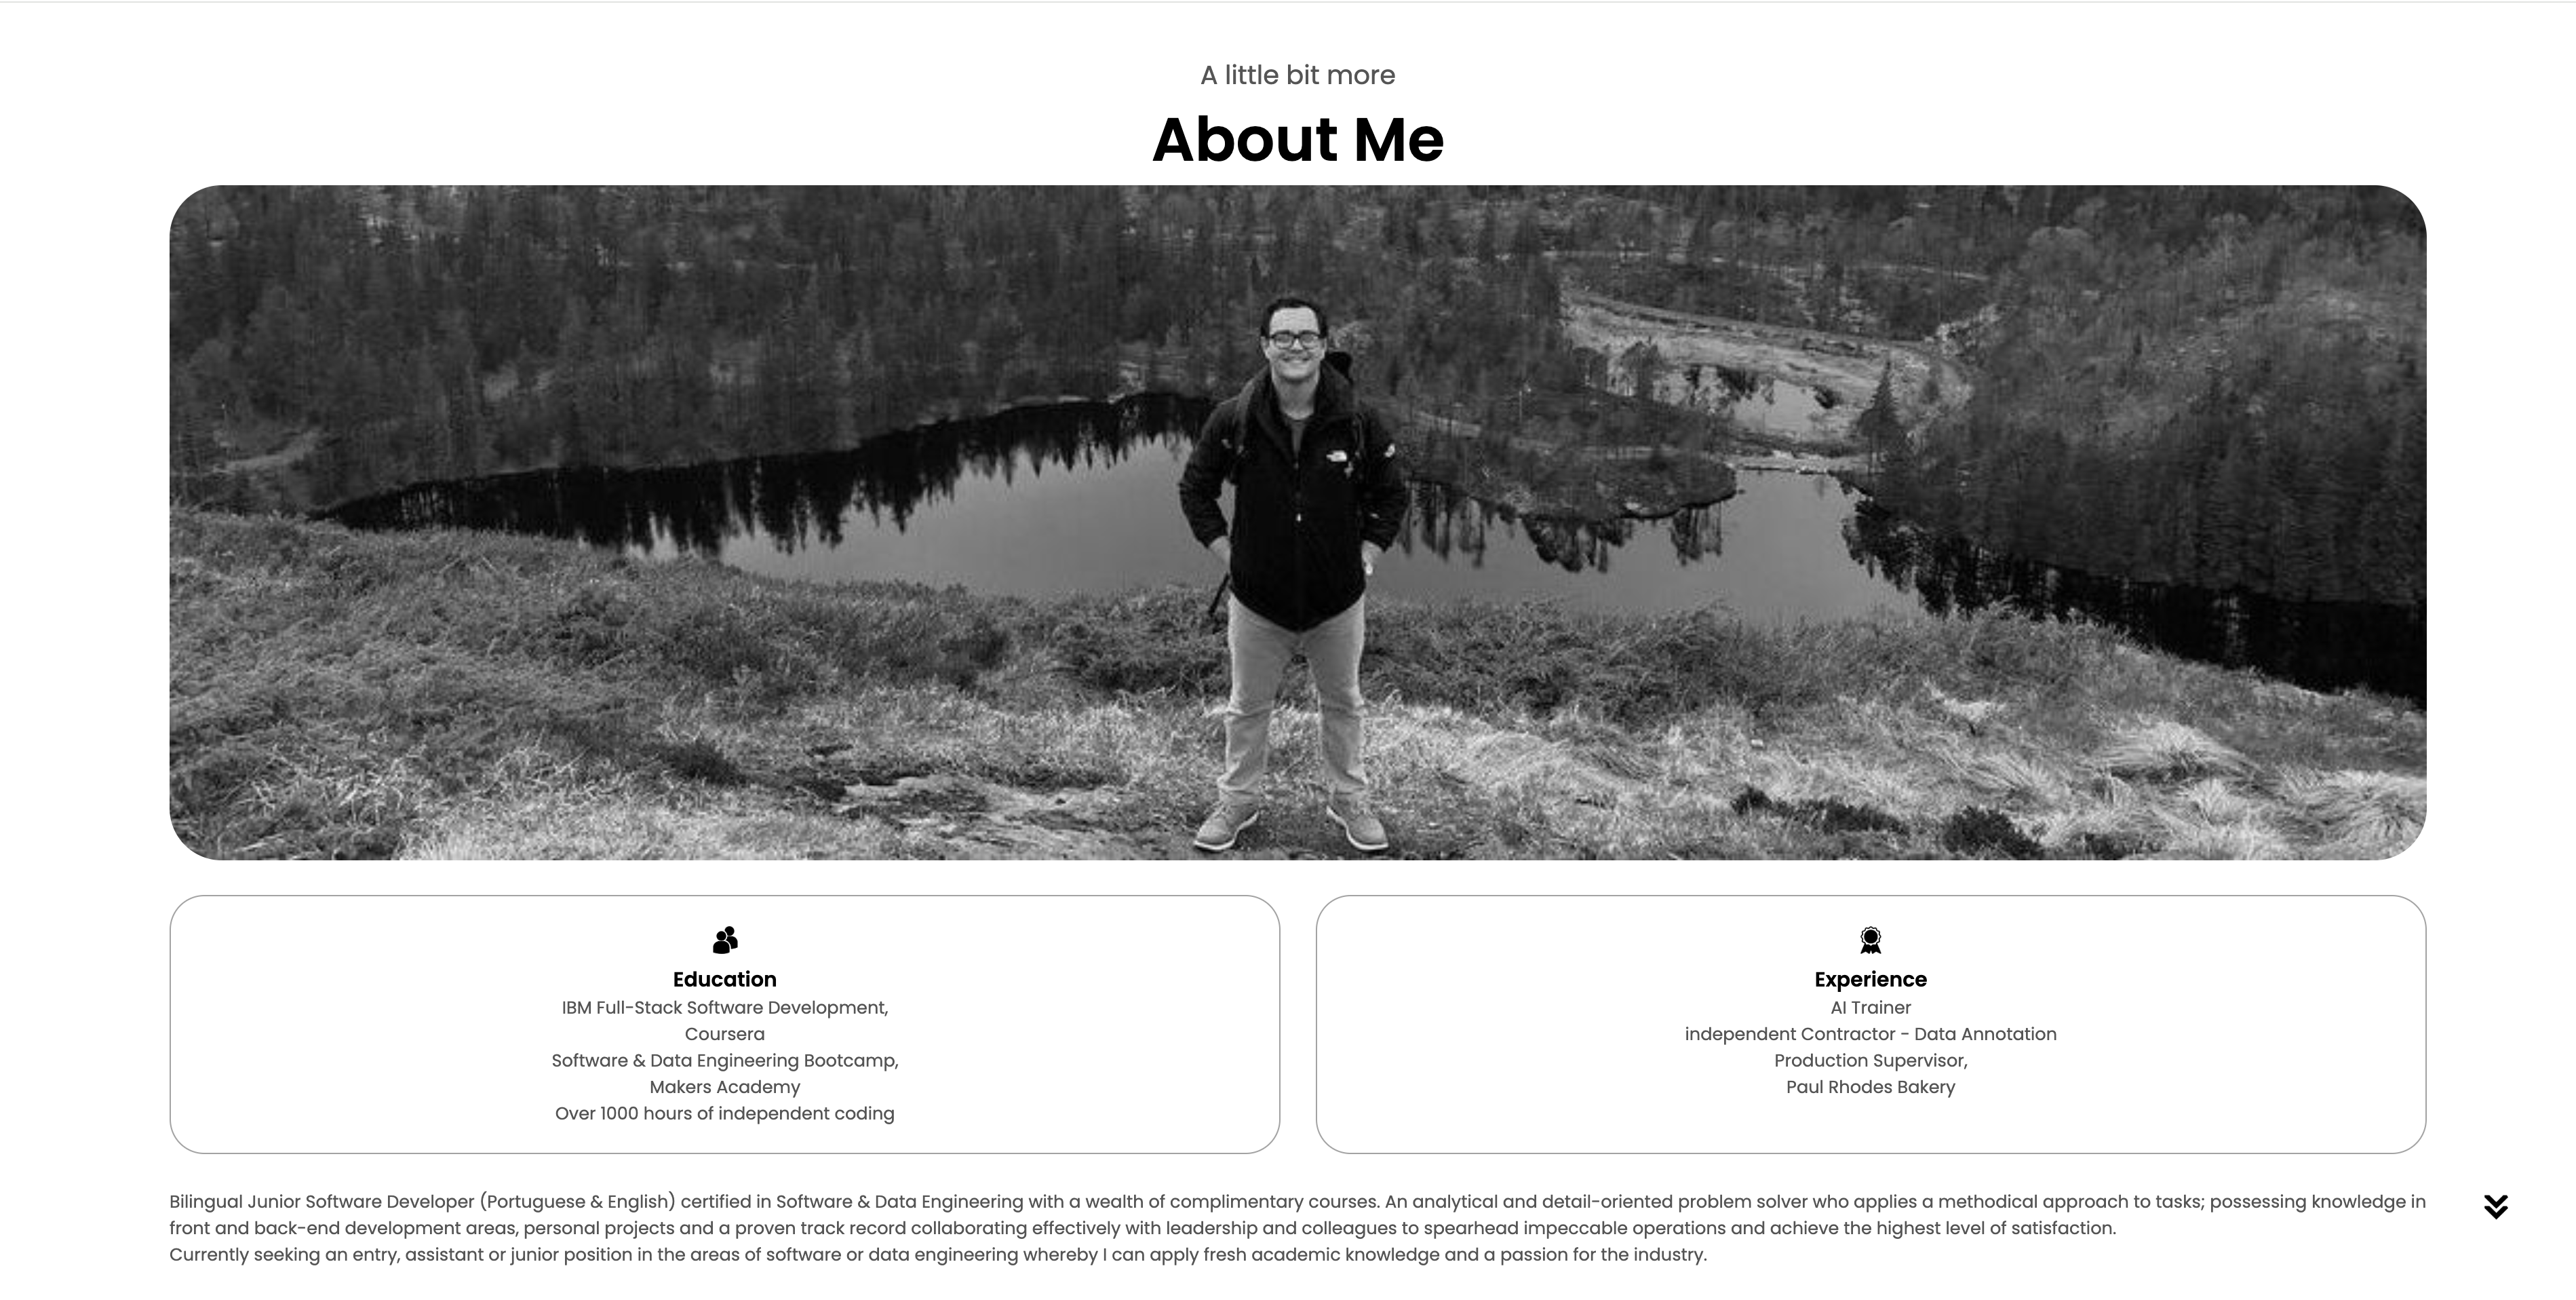 A little bit more
About Me
Education
IBM Full-Stack Software Development,
Coursera
Software & Data Engineering Bootcamp,
Makers Academy
Over 1000 hours of independent coding
Experience
AI Trainer
independent Contractor - Data Annotation
Production Supervisor,
Paul Rhodes Bakery
Bilingual Junior Software Developer (Portuguese & English) certified in Software & Data Engineering with a wealth of complimentary courses. An analytical and detail-oriented problem solver who applies a methodical approach to tasks; possessing knowledge in
front and back-end development areas, personal projects and a proven track record collaborating effectively with leadership and colleagues to spearhead impeccable operations and achieve the highest level of satisfaction.
Currently seeking an entry, assistant or junior position in the areas of software or data engineering whereby I can apply fresh academic knowledge and a passion for the industry.